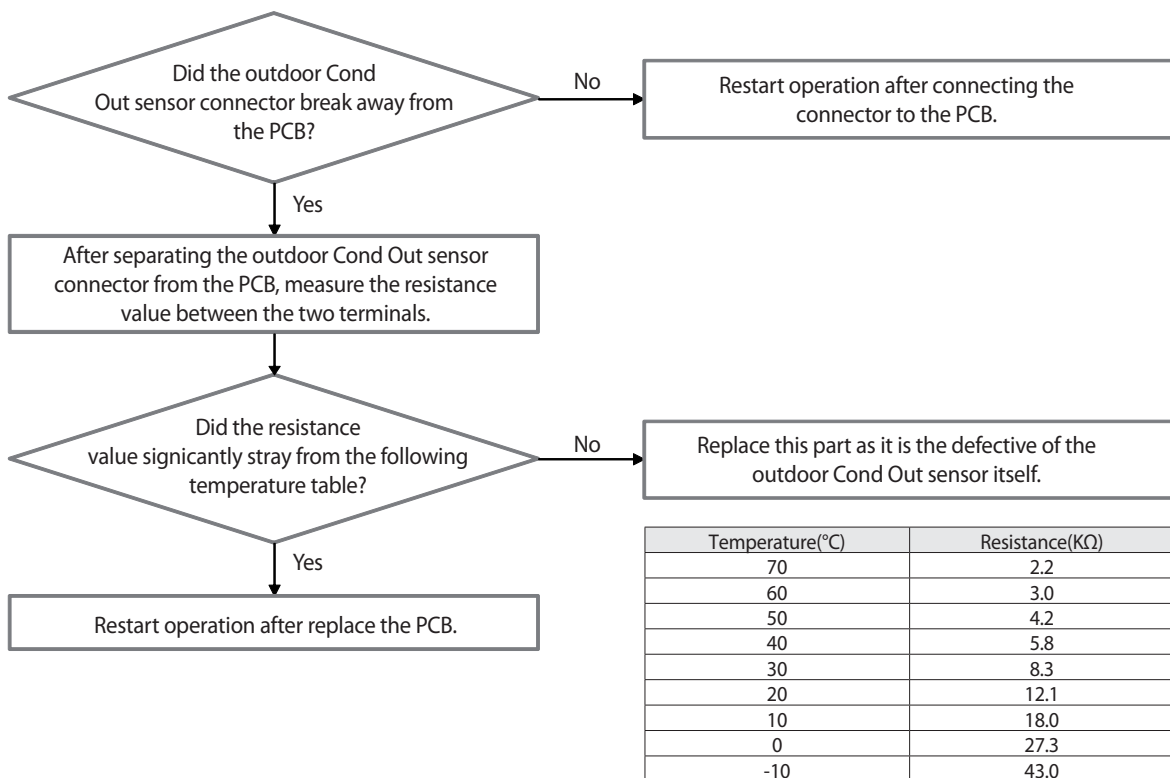 Did the outdoor Cond
Out sensor connector break away from
the PCB?
No
Restart operation after connecting the
connector to the PCB.
Yes
After separating the outdoor Cond Out sensor
connector from the PCB, measure the resistance
value between the two terminals.
Did the resistance
value signicantly stray from the following
temperature table?
No
Replace this part as it is the defective of the
outdoor Cond Out sensor itself.
Yes
Restart operation after replace the PCB.
Temperature(°C) Resistance(KΩ)
70 2.2
60 3.0
50 4.2
40 5.8
30 8.3
20 12.1
10 18.0
0 27.3
-10 43.0